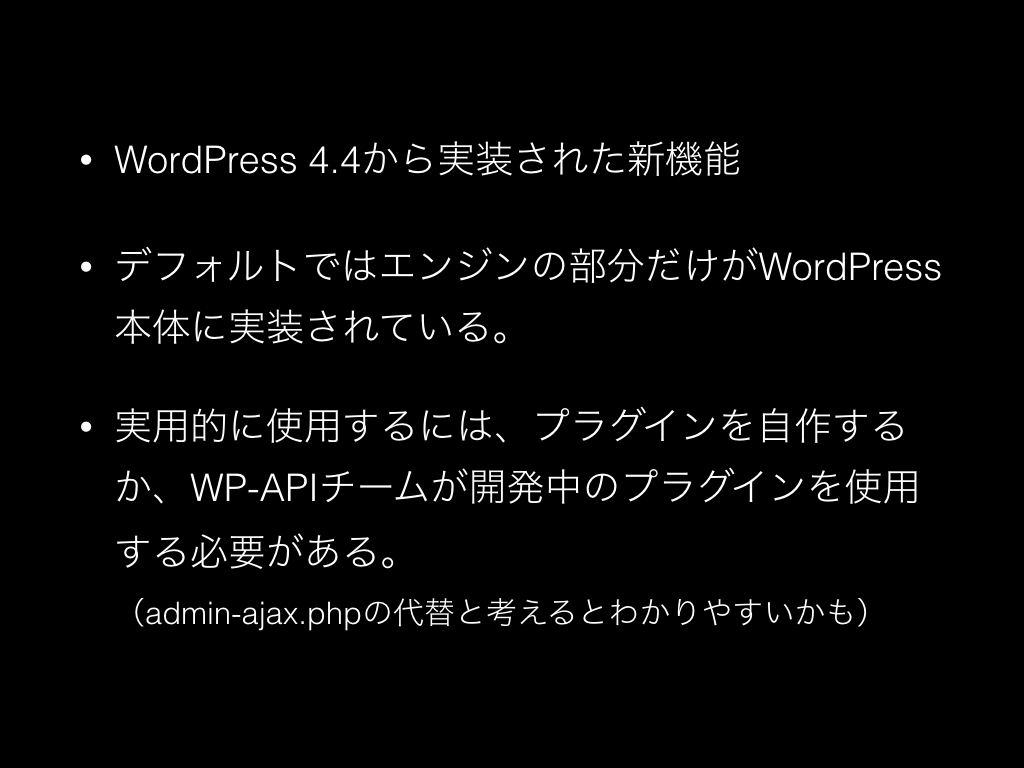 • WordPress 4.4から実装された新機能
• デフォルトではエンジンの部分だけがWordPress
本体に実装されている。
• 実用的に使用するには、プラグインを自作する
か、WP-APIチームが開発中のプラグインを使用
する必要がある。
（admin-ajax.phpの代替と考えるとわかりやすいかも）